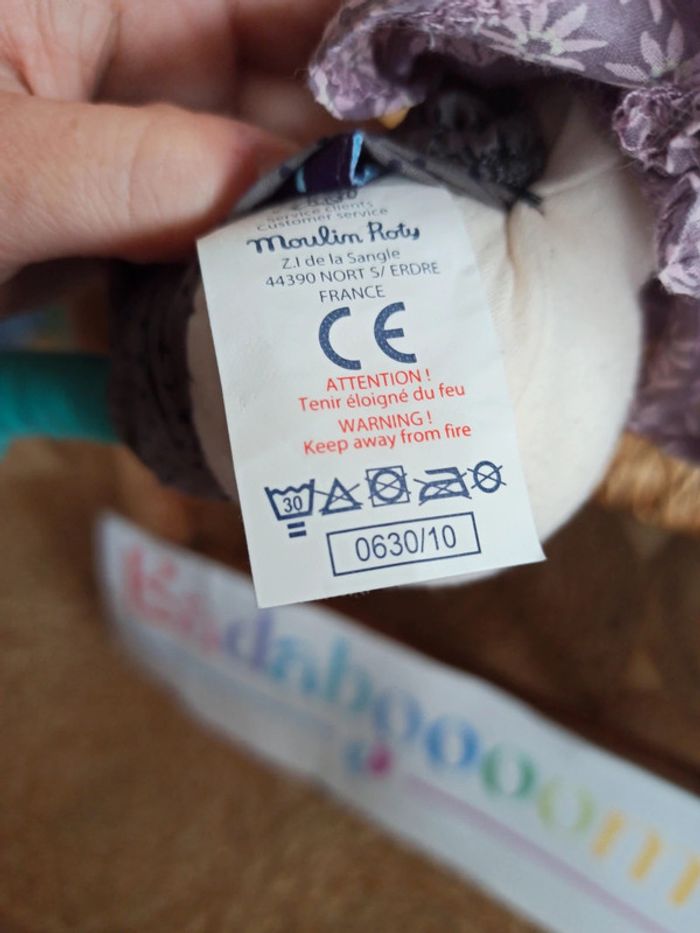 service clients
customer service
Moulin Roty
Z.I de la Sangle
44390 NORT S/ ERDRE
FRANCE
CE
ATTENTION !
Tenir éloigné du feu
WARNING !
Keep away from fire
30
0630/10
Kadaboooom